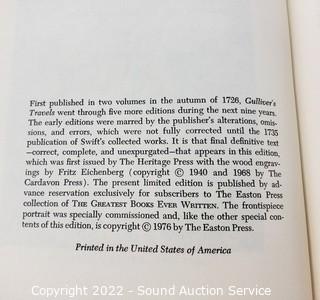 First published in two volumes in the autumn of 1726, Gulliver's
Travels went through five more editions during the next nine years.
The early editions were marred by the publisher's alterations, omis-
sions, and errors, which were not fully corrected until the 1735
publication of Swift's collected works. It is that final definitive text
—correct, complete, and unexpurgated—that appears in this edition,
which was first issued by The Heritage Press with the wood engrav-
ings by Fritz Eichenberg (copyright © 1940 and 1968 by The
Cardavon Press). The present limited edition is published by ad-
vance reservation exclusively for subscribers to The Easton Press
collection of THE GREATEST BOOKS EVER WRITTEN. The frontispiece
portrait was specially commissioned and, like the other special con-
tents of this edition, is copyright © 1976 by The Easton Press.
Printed in the United States of America
Copyright 2022 - Sound Auction Service